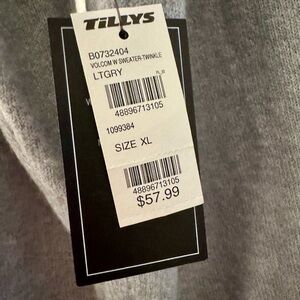 TILLYS
B0732404
VOLCOM W SWEATER-TWINKLE
LTGRY
48896713105
1099384
SIZE XL
48896713105
$57.99